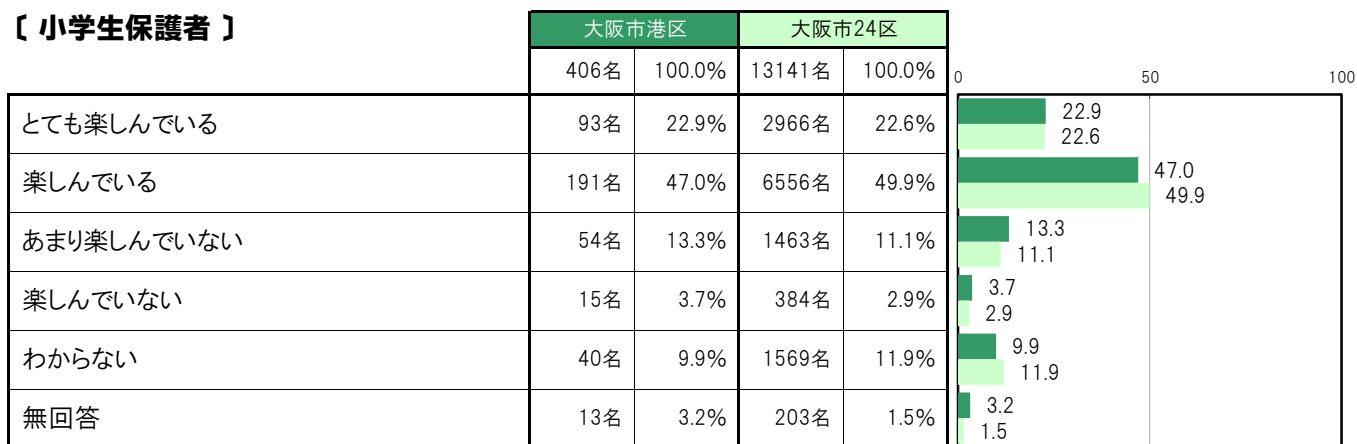 〔 小学生保護者 〕
大阪市港区 大阪市24区
406名 100.0% 13141名 100.0% 0 50 100
とても楽しんでいる 93名 22.9% 2966名 22.6% 22.9
22.6
楽しんでいる 191名 47.0% 6556名 49.9% 47.0
49.9
あまり楽しんでいない 54名 13.3% 1463名 11.1% 13.3
11.1
楽しんでいない 15名 3.7% 384名 2.9% 3.7
2.9
わからない 40名 9.9% 1569名 11.9% 9.9
11.9
無回答 13名 3.2% 203名 1.5% 3.2
1.5